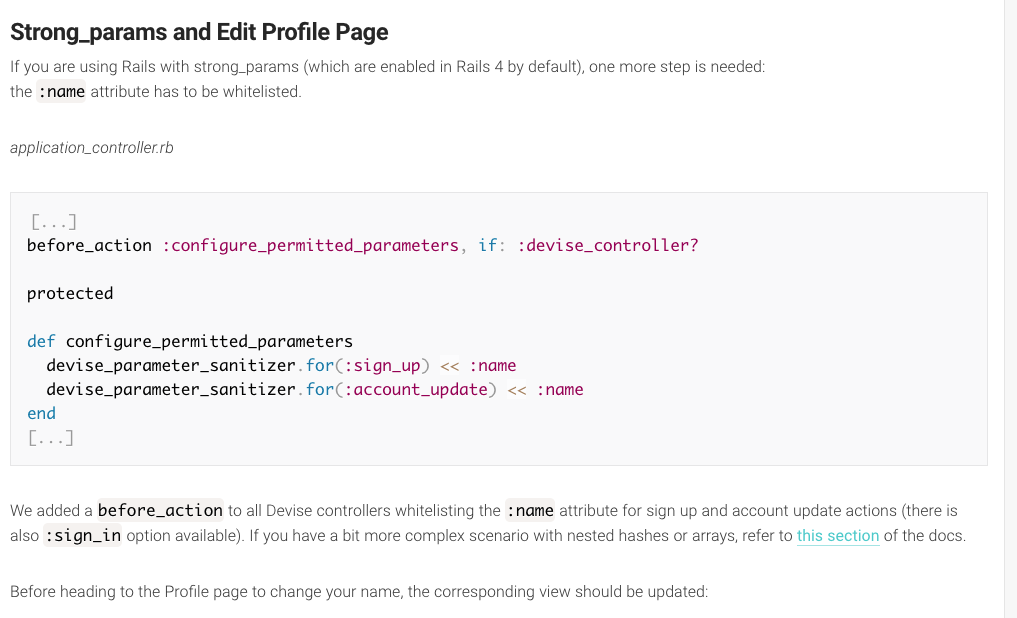 Strong_params and Edit Profile Page
If you are using Rails with strong_params (which are enabled in Rails 4 by default), one more step is needed:
the :name attribute has to be whitelisted.
application_controller.rb
[...]
before_action :configure_permitted_parameters, if: :devise_controller?
protected
def configure_permitted_parameters
  devise_parameter_sanitizer.for(:sign_up) << :name
  devise_parameter_sanitizer.for(:account_update) << :name
end
[...]
We added a before_action to all Devise controllers whitelisting the :name attribute for sign up and account update actions (there is
also :sign_in option available). If you have a bit more complex scenario with nested hashes or arrays, refer to this section of the docs.
Before heading to the Profile page to change your name, the corresponding view should be updated: